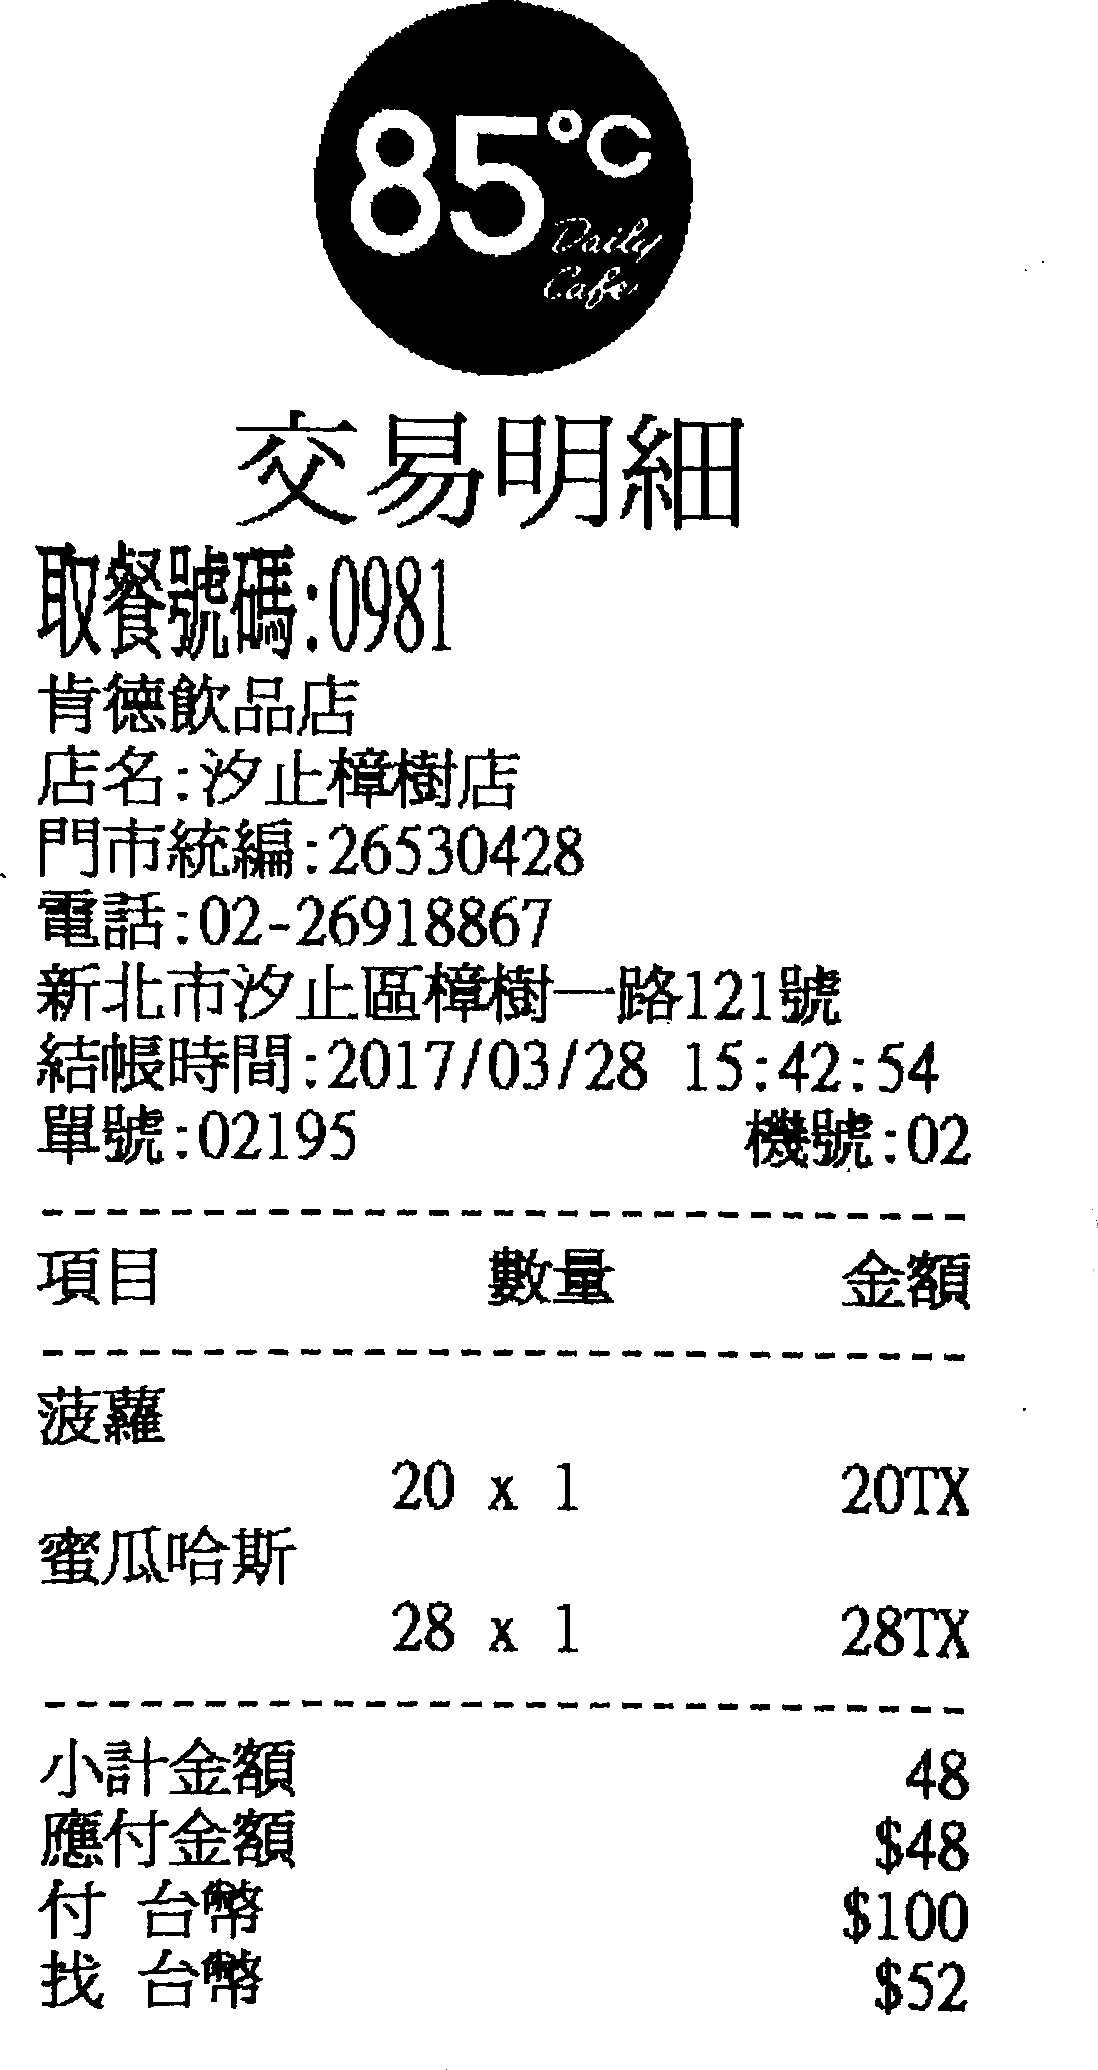 85°C
Daily
Cafe
交易明細
取餐號碼:0981
肯德飲品店
店名:汐止樟樹店
門市統編:26530428
電話:02-26918867
新北市汐止區樟樹一路121號
結帳時間:2017/03/28 15:42:54
單號:02195 機號:02
項目 數量 金額
菠蘿
20 x 1 20TX
蜜瓜哈斯
28 x 1 28TX
小計金額 48
應付金額 $48
付 台幣 $100
找 台幣 $52